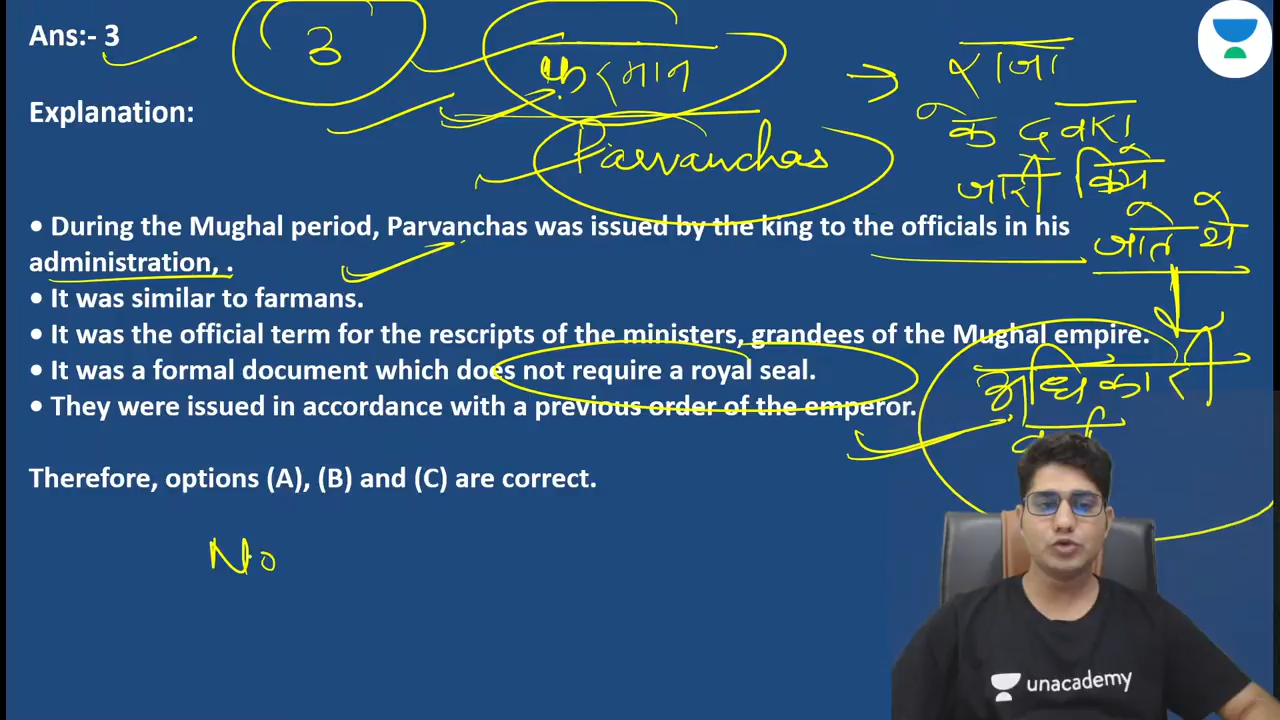 Ans:- 3
3
फरमान
राजा
के द्वारा
जारी किये
जाते थे
Explanation:
Parvanchas
• During the Mughal period, Parvanchas was issued by the king to the officials in his
administration, .
• It was similar to farmans.
• It was the official term for the rescripts of the ministers, grandees of the Mughal empire.
• It was a formal document which does not require a royal seal.
• They were issued in accordance with a previous order of the emperor.
अधिकारी
Therefore, options (A), (B) and (C) are correct.
No
unacademy